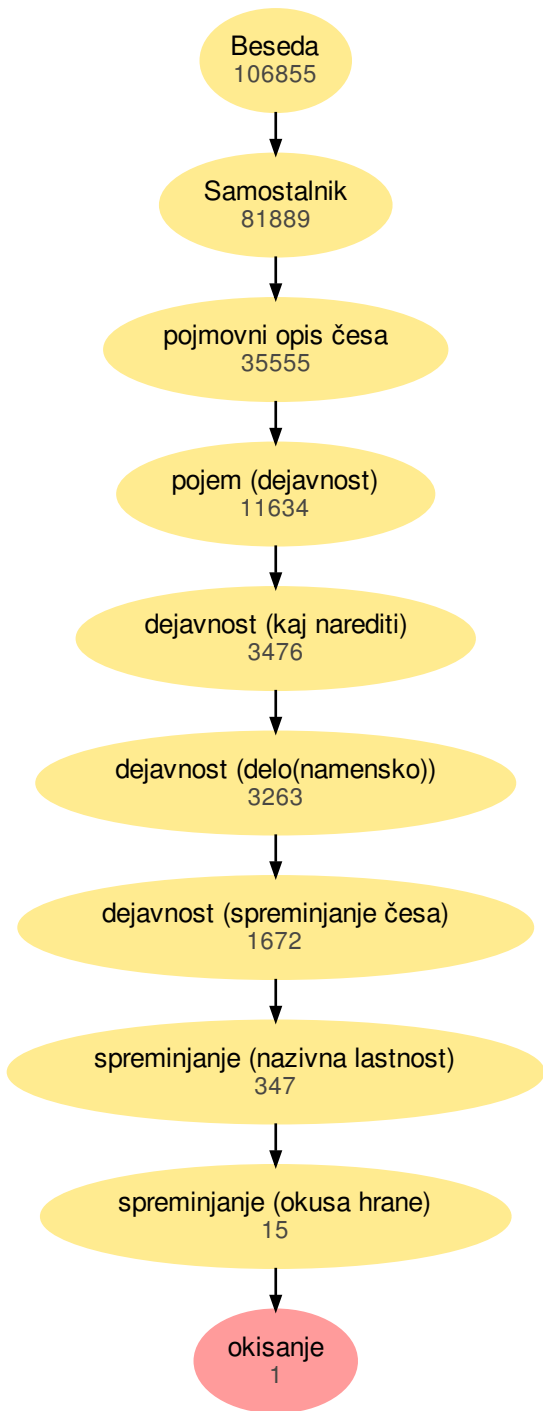 Beseda
106855
Samostalnik
81889
pojmovni opis česa
35555
pojem (dejavnost)
11634
dejavnost (kaj narediti)
3476
dejavnost (delo(namensko))
3263
dejavnost (spreminjanje česa)
1672
spreminjanje (nazivna lastnost)
347
spreminjanje (okusa hrane)
15
okisanje
1